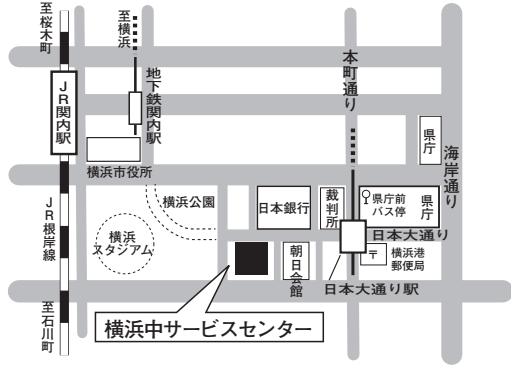 至桜木町
至横浜
JR関内駅
地下鉄関内駅
本町通り
県庁
海岸通り
横浜市役所
横浜公園
日本銀行
裁判所
県庁前
バス停
県庁
JR根岸線
横浜
スタジアム
日本大通り
朝日会館
〒
横浜港
郵便局
日本大通り駅
至石川町
横浜中サービスセンター